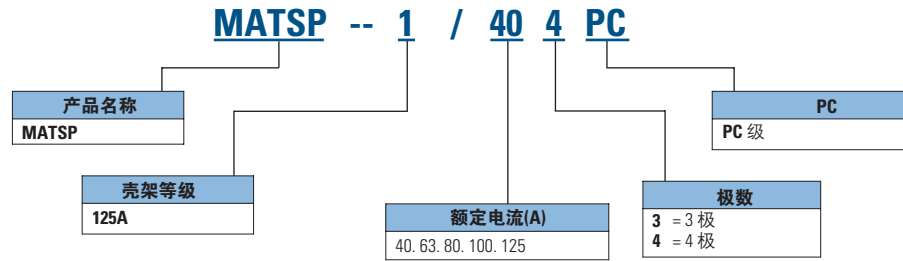 MATSP -- 1 / 40 4 PC
产品名称
MATSP
PC
PC 级
壳架等级
125A
额定电流(A)
40. 63. 80. 100. 125
极数
3 = 3 极
4 = 4 极